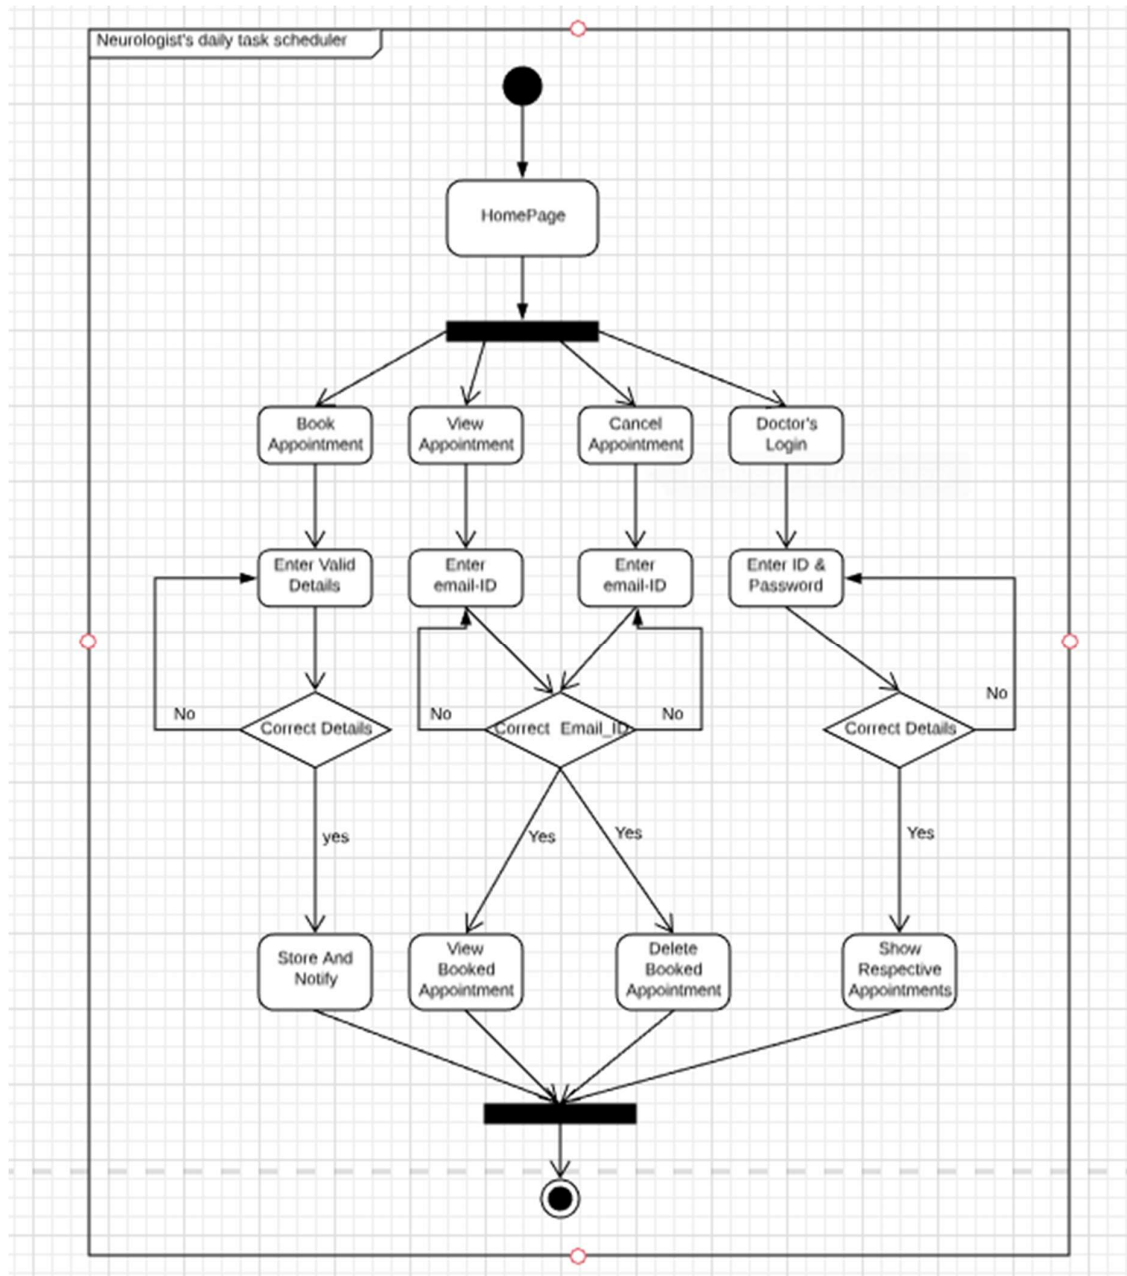 Neurologist's daily task scheduler
HomePage
Book
Appointment
View
Appointment
Cancel
Appointment
Doctor's
Login
Enter Valid
Details
Enter
email-ID
Enter
email-ID
Enter ID &
Password
No
Correct Details
No
Correct Email_ID
No
Correct Details
No
yes
Yes
Yes
Yes
Store And
Notify
View
Booked
Appointment
Delete
Booked
Appointment
Show
Respective
Appointments